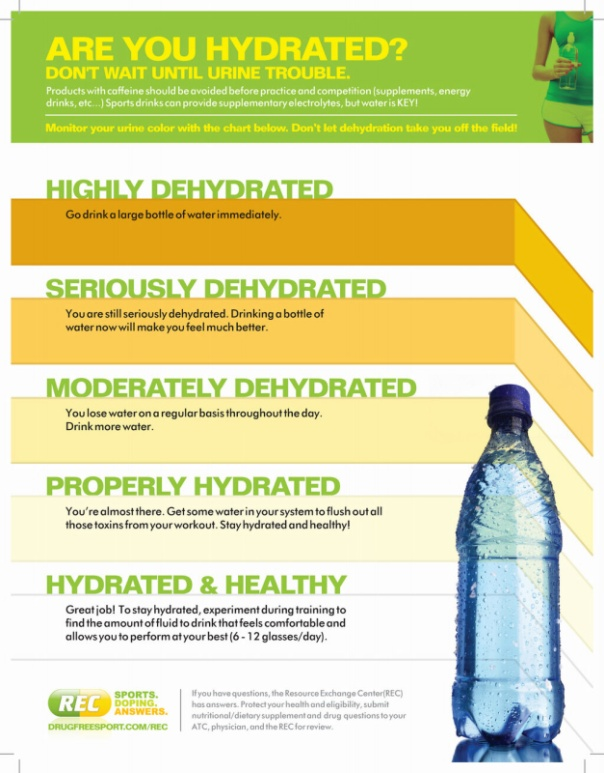 ARE YOU HYDRATED?
DON'T WAIT UNTIL URINE TROUBLE.
Products with caffeine should be avoided before practice and competition (supplements, energy
drinks, etc...) Sports drinks can provide supplementary electrolytes, but water is KEY!
Monitor your urine color with the chart below. Don't let dehydration take you off the field!
HIGHLY DEHYDRATED
Go drink a large bottle of water immediately.
SERIOUSLY DEHYDRATED
You are still seriously dehydrated. Drinking a bottle of
water now will make you feel much better.
MODERATELY DEHYDRATED
You lose water on a regular basis throughout the day.
Drink more water.
PROPERLY HYDRATED
You're almost there. Get some water in your system to flush out all
those toxins from your workout. Stay hydrated and healthy!
HYDRATED & HEALTHY
Great job! To stay hydrated, experiment during training to
find the amount of fluid to drink that feels comfortable and
allows you to perform at your best (6 - 12 glasses/day).
REC
SPORTS.
DOPING.
ANSWERS.
DRUGFREESPORT.COM/REC
If you have questions, the Resource Exchange Center(REC)
has answers. Protect your health and eligibility, submit
nutritional/dietary supplement and drug questions to your
ATC, physician, and the REC for review.